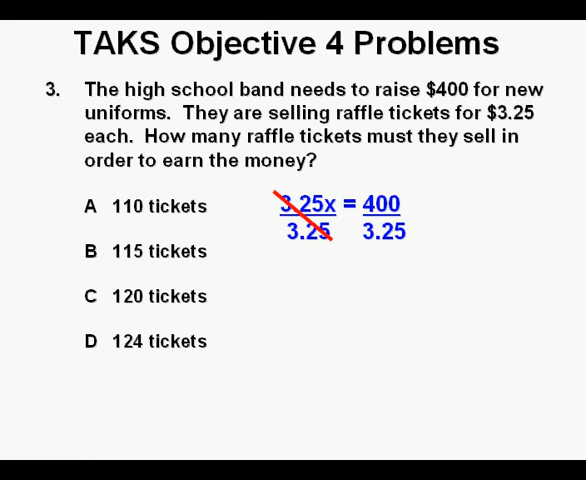 TAKS Objective 4 Problems
3. The high school band needs to raise $400 for new
uniforms. They are selling raffle tickets for $3.25
each. How many raffle tickets must they sell in
order to earn the money?
A 110 tickets
3.25x = 400
3.25 3.25
B 115 tickets
C 120 tickets
D 124 tickets